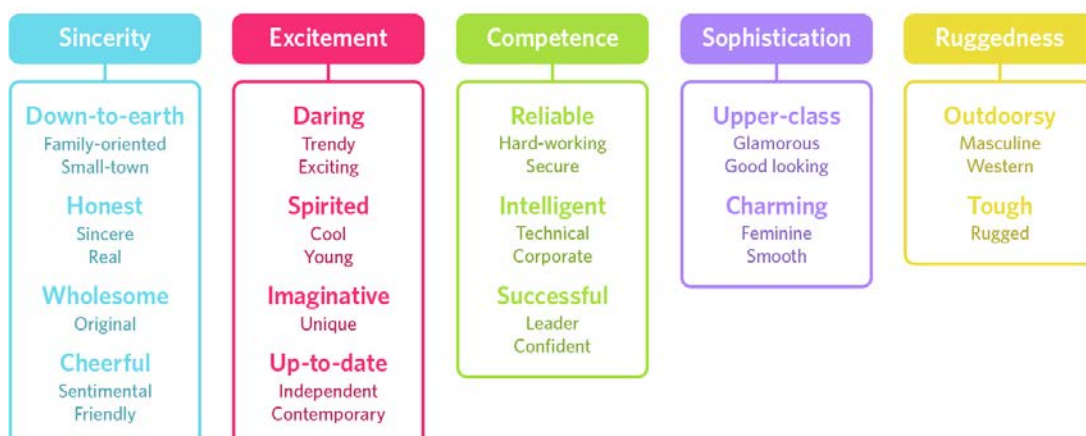 Sincerity
Down-to-earth
Family-oriented
Small-town
Honest
Sincere
Real
Wholesome
Original
Cheerful
Sentimental
Friendly
Excitement
Daring
Trendy
Exciting
Spirited
Cool
Young
Imaginative
Unique
Up-to-date
Independent
Contemporary
Competence
Reliable
Hard-working
Secure
Intelligent
Technical
Corporate
Successful
Leader
Confident
Sophistication
Upper-class
Glamorous
Good looking
Charming
Feminine
Smooth
Ruggedness
Outdoorsy
Masculine
Western
Tough
Rugged